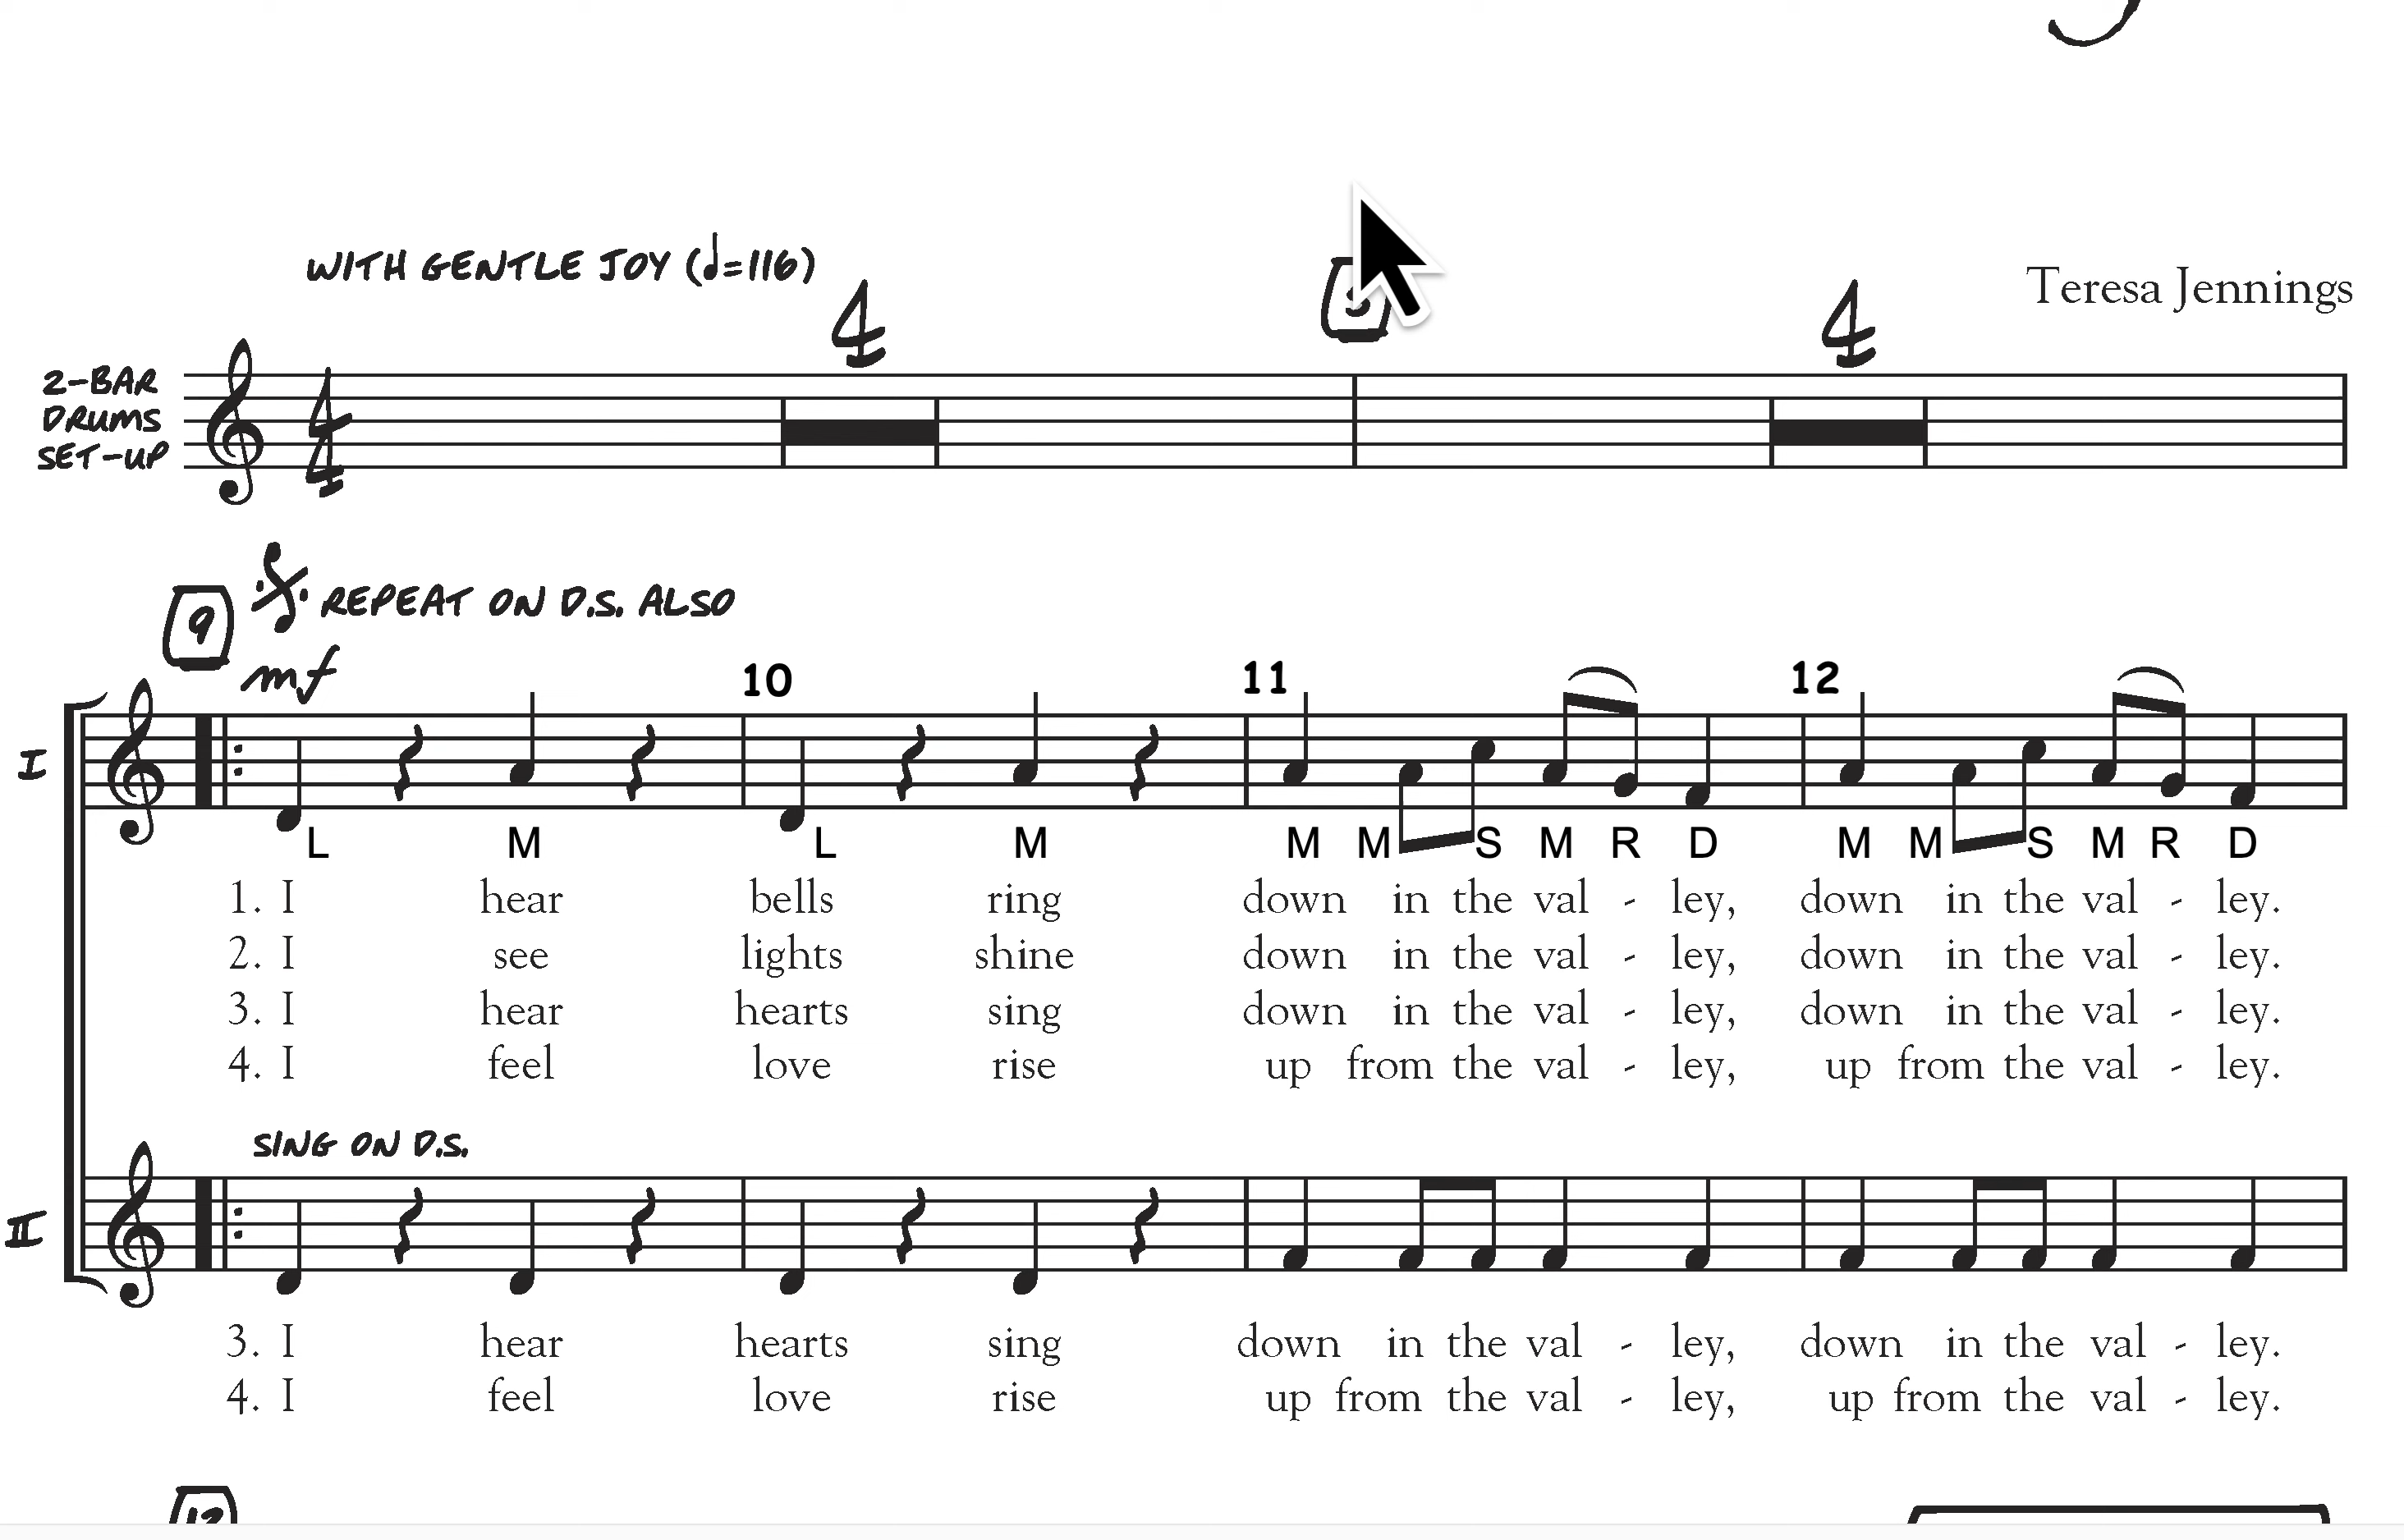 WITH GENTLE JOY (♩=116)
Teresa Jennings
4 4
2-BAR
DRUMS
SET-UP
4
4
9 REPEAT ON D.S. ALSO
mf 10 11 12
I
L M L M M M S M R D M M S M R D
1. I hear bells ring down in the val - ley, down in the val - ley.
2. I see lights shine down in the val - ley, down in the val - ley.
3. I hear hearts sing down in the val - ley, down in the val - ley.
4. I feel love rise up from the val - ley, up from the val - ley.
SING ON D.S.
II
3. I hear hearts sing down in the val - ley, down in the val - ley.
4. I feel love rise up from the val - ley, up from the val - ley.